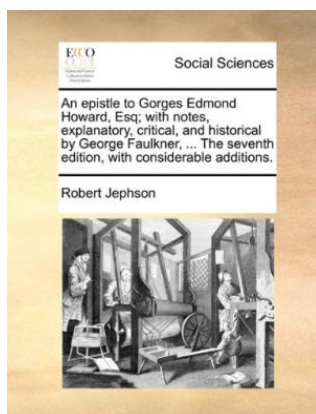 ECCO
Social Sciences
An epistle to Gorges Edmond
Howard, Esq; with notes,
explanatory, critical, and historical
by George Faulkner, ... The seventh
edition, with considerable additions.
Robert Jephson